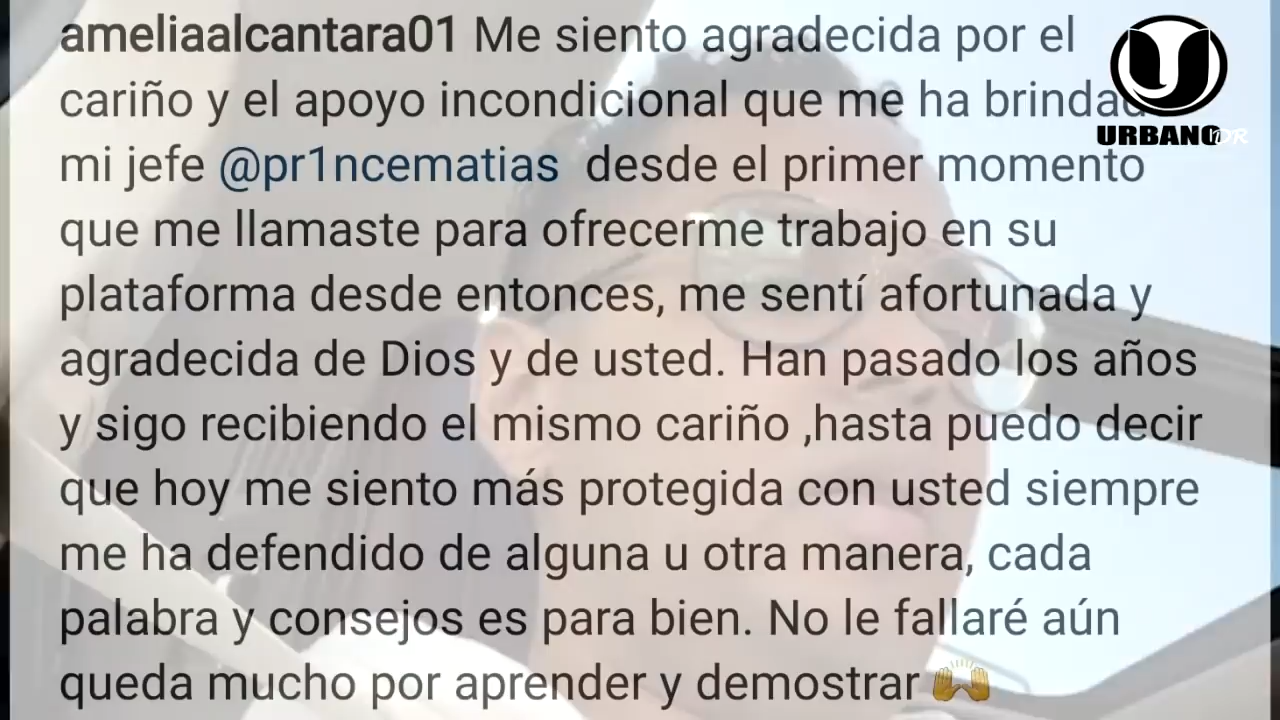 ameliaalcantara01 Me siento agradecida por el
cariño y el apoyo incondicional que me ha brindad
mi jefe @pr1ncematias desde el primer momento
que me llamaste para ofrecerme trabajo en su
plataforma desde entonces, me sentí afortunada y
agradecida de Dios y de usted. Han pasado los años
y sigo recibiendo el mismo cariño ,hasta puedo decir
que hoy me siento más protegida con usted siempre
me ha defendido de alguna u otra manera, cada
palabra y consejos es para bien. No le fallaré aún
queda mucho por aprender y demostrar 🙌
URBANO DR